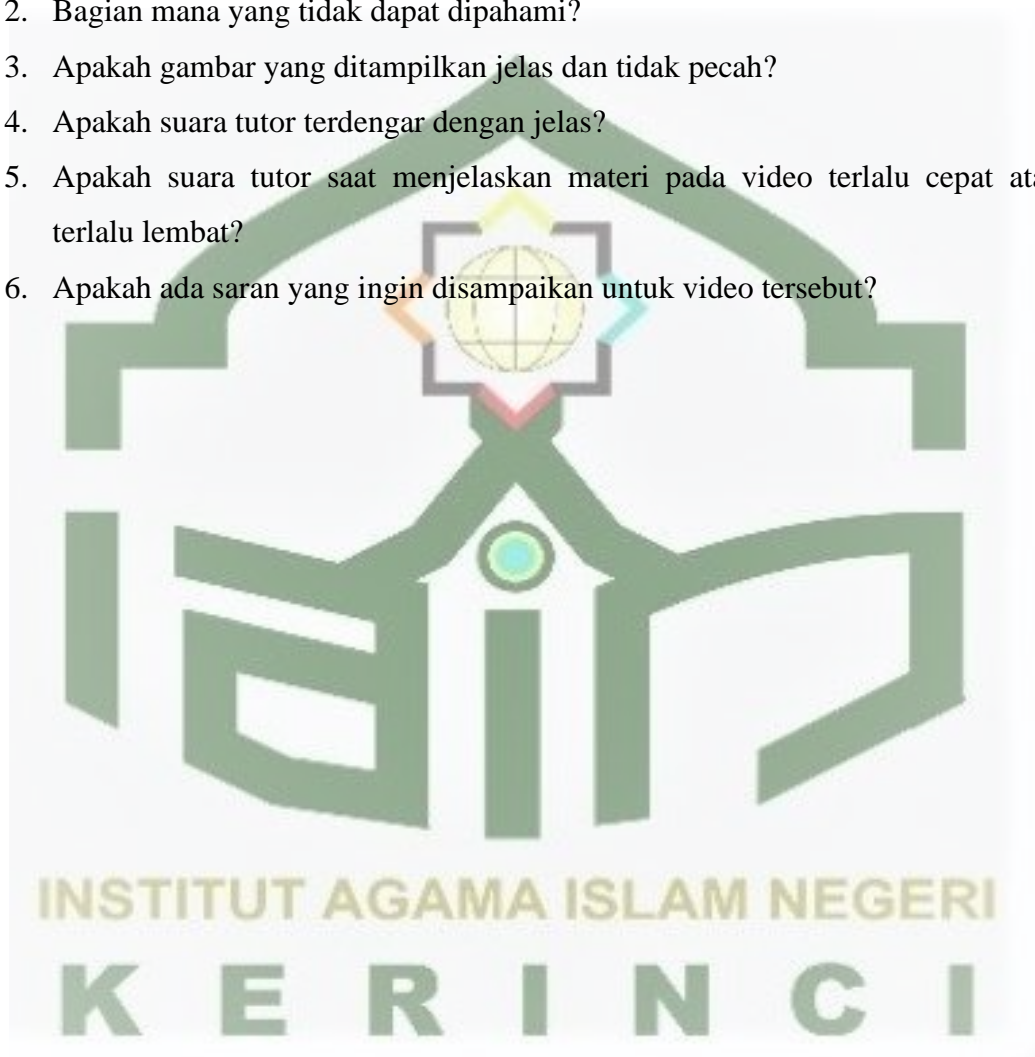 2. Bagian mana yang tidak dapat dipahami?
3. Apakah gambar yang ditampilkan jelas dan tidak pecah?
4. Apakah suara tutor terdengar dengan jelas?
5. Apakah suara tutor saat menjelaskan materi pada video terlalu cepat
terlalu lembat?
6. Apakah ada saran yang ingin disampaikan untuk video tersebut?
iain
INSTITUT AGAMA ISLAM NEGERI
KERINCI